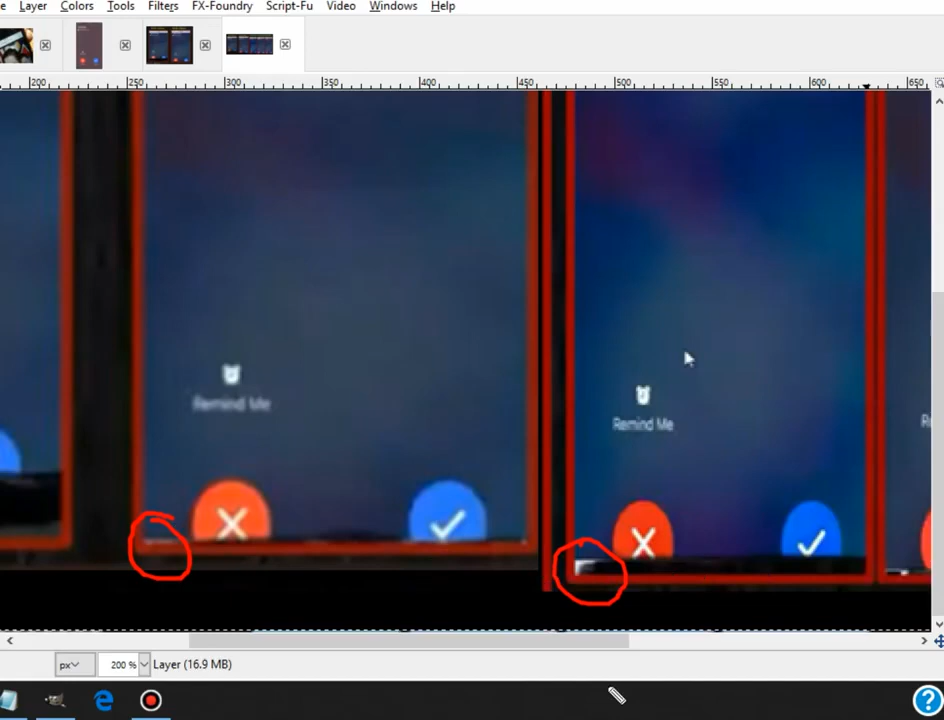 e Layer Colors Tools Filters FX-Foundry Script-Fu Video Windows Help
200 250 300 350 400 450 500 550 600 650
Remind Me
Remind Me
R
px 200 % Layer (16.9 MB)
?